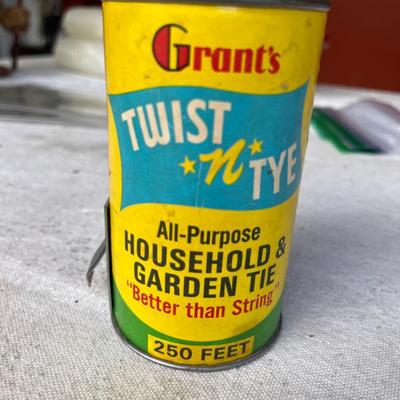 Grant's
TWIST
n
TYE
All-Purpose
HOUSEHOLD &
GARDEN TIE
"Better than String"
250 FEET